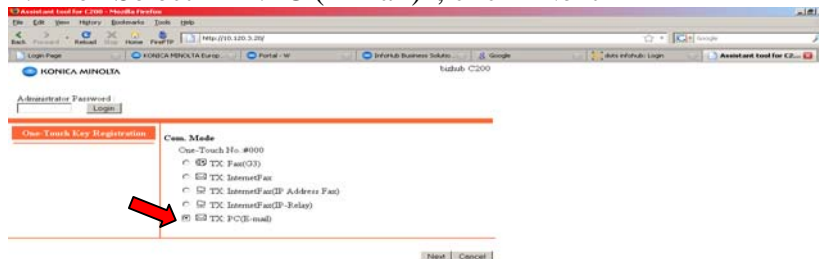 Assistant tool for C200 - Mozilla Firefox
File Edit View History Bookmarks Tools Help
Back Forward Reload Stop Home FireFTP http://10.120.3.20/ Google
Login Page KONICA MINOLTA Europ... Portal - W InfoHub Business Solutio... Google Login Assistant tool for C2...
KONICA MINOLTA
bizhub C200
Administrator Password :
Login
One-Touch Key Registration
Com. Mode
One-Touch No. #000
TX: Fax(G3)
TX: InternetFax
TX: InternetFax(IP Address Fax)
TX: InternetFax(IP-Relay)
TX: PC(E-mail)
Next Cancel